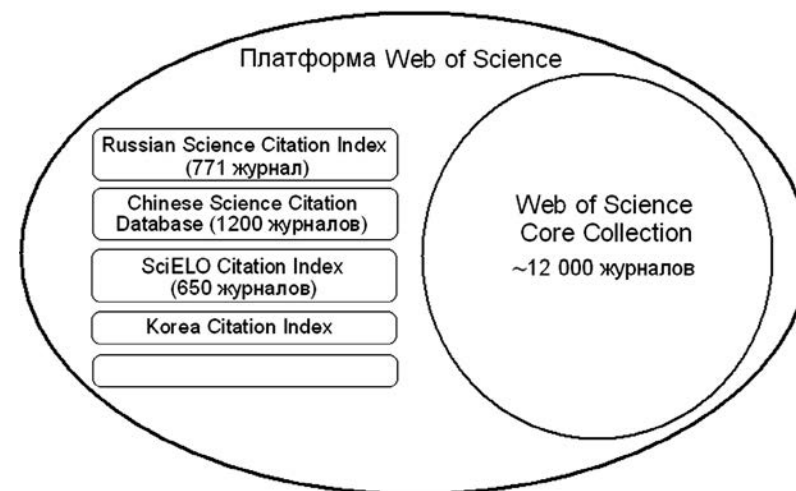 Платформа Web of Science
Russian Science Citation Index
(771 журнал)
Chinese Science Citation
Database (1200 журналов)
SciELO Citation Index
(650 журналов)
Korea Citation Index
Web of Science
Core Collection
~12 000 журналов